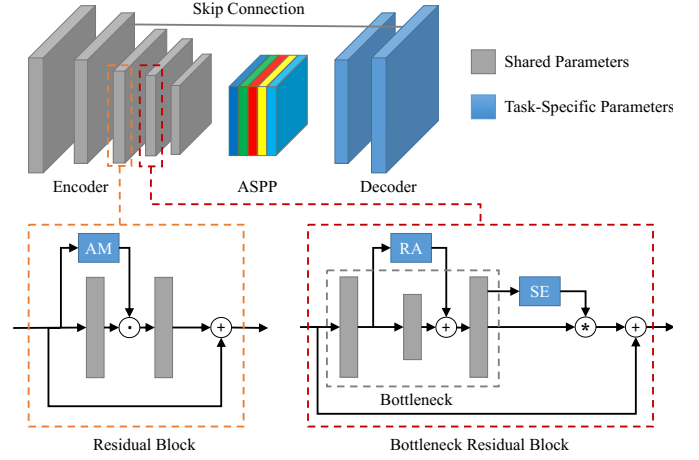 Skip Connection
Shared Parameters
Task-Specific Parameters
Encoder
ASPP
Decoder
AM
RA
SE
Bottleneck
Residual Block
Bottleneck Residual Block